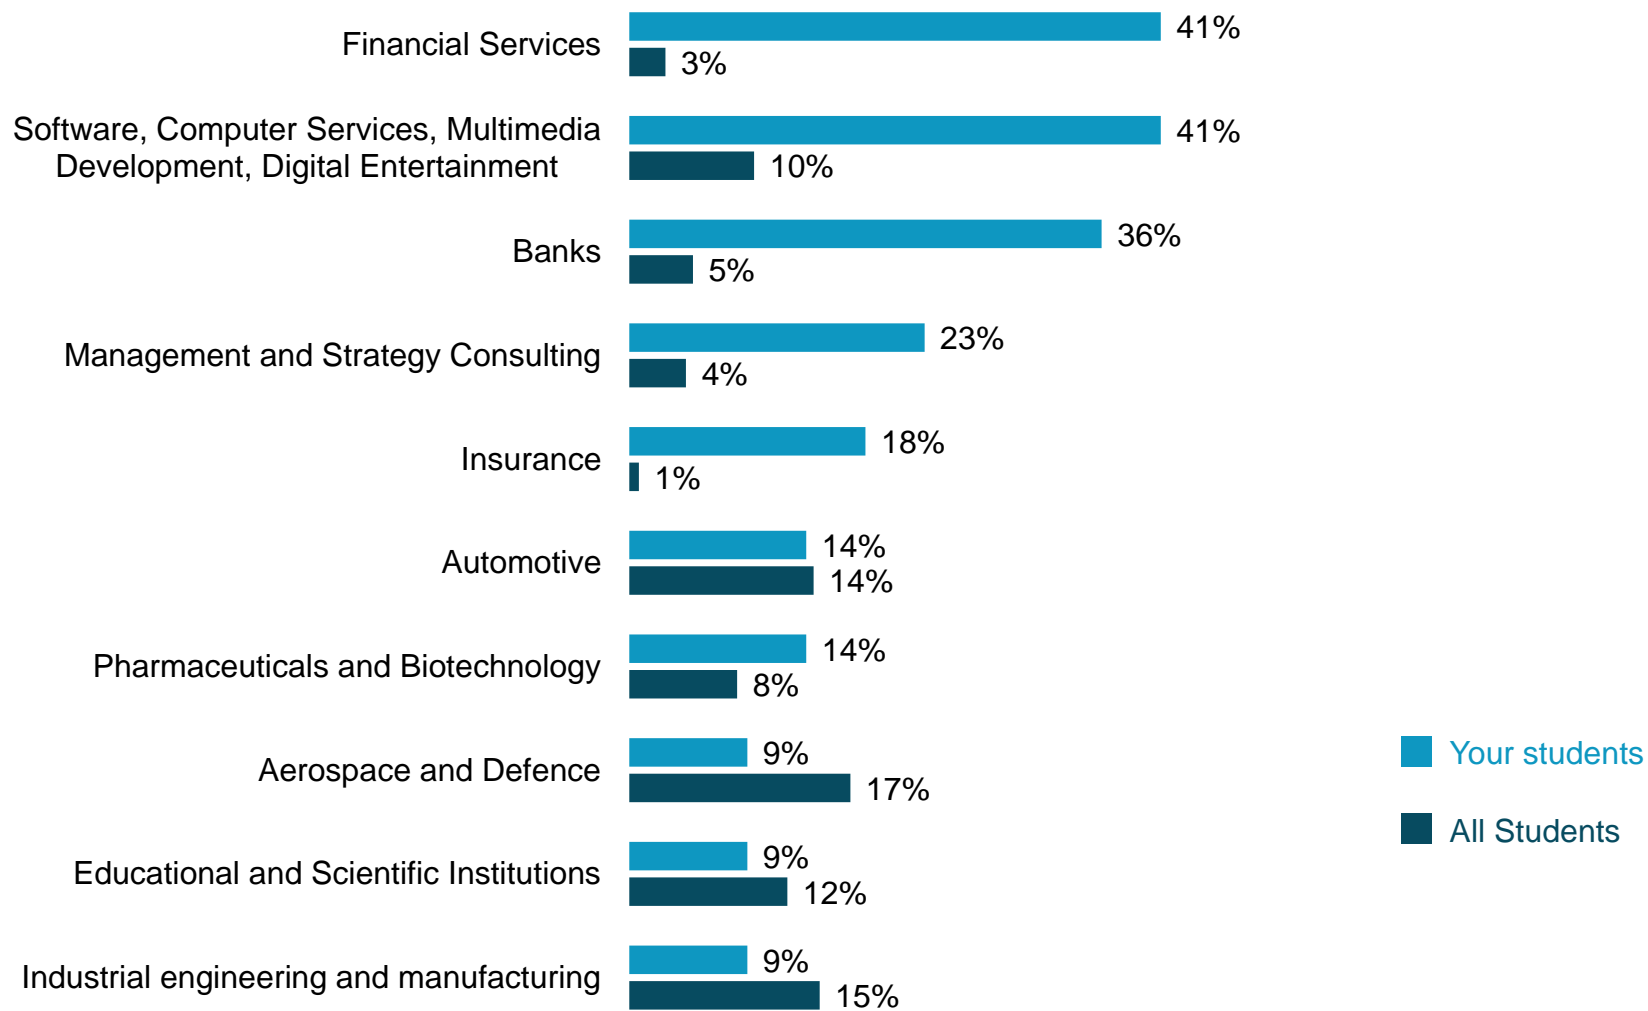 Financial Services
41%
3%
Software, Computer Services, Multimedia
Development, Digital Entertainment
41%
10%
Banks
36%
5%
Management and Strategy Consulting
23%
4%
Insurance
18%
1%
Automotive
14%
14%
Pharmaceuticals and Biotechnology
14%
8%
Aerospace and Defence
9%
17%
Educational and Scientific Institutions
9%
12%
Industrial engineering and manufacturing
9%
15%
Your students
All Students